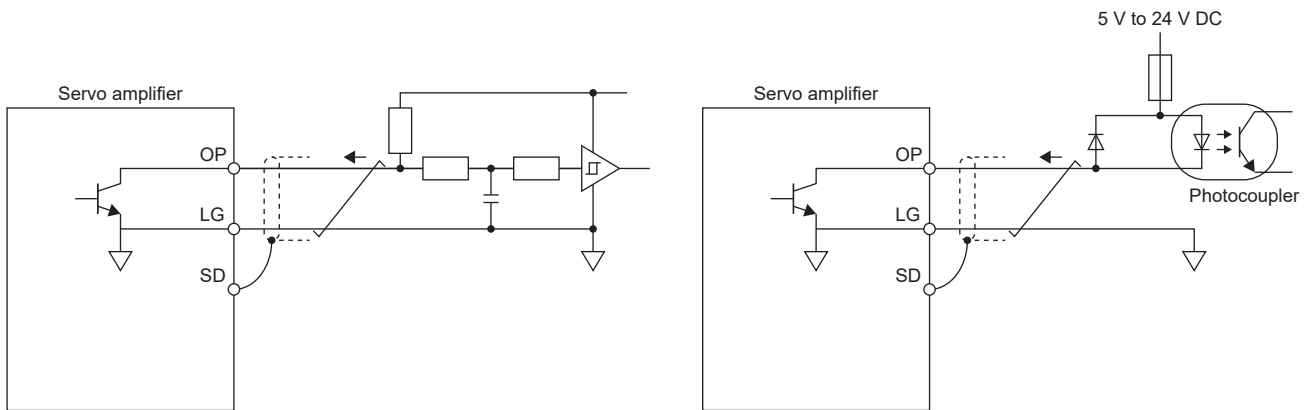 Servo amplifier
OP
LG
SD
5 V to 24 V DC
Servo amplifier
OP
LG
SD
Photocoupler